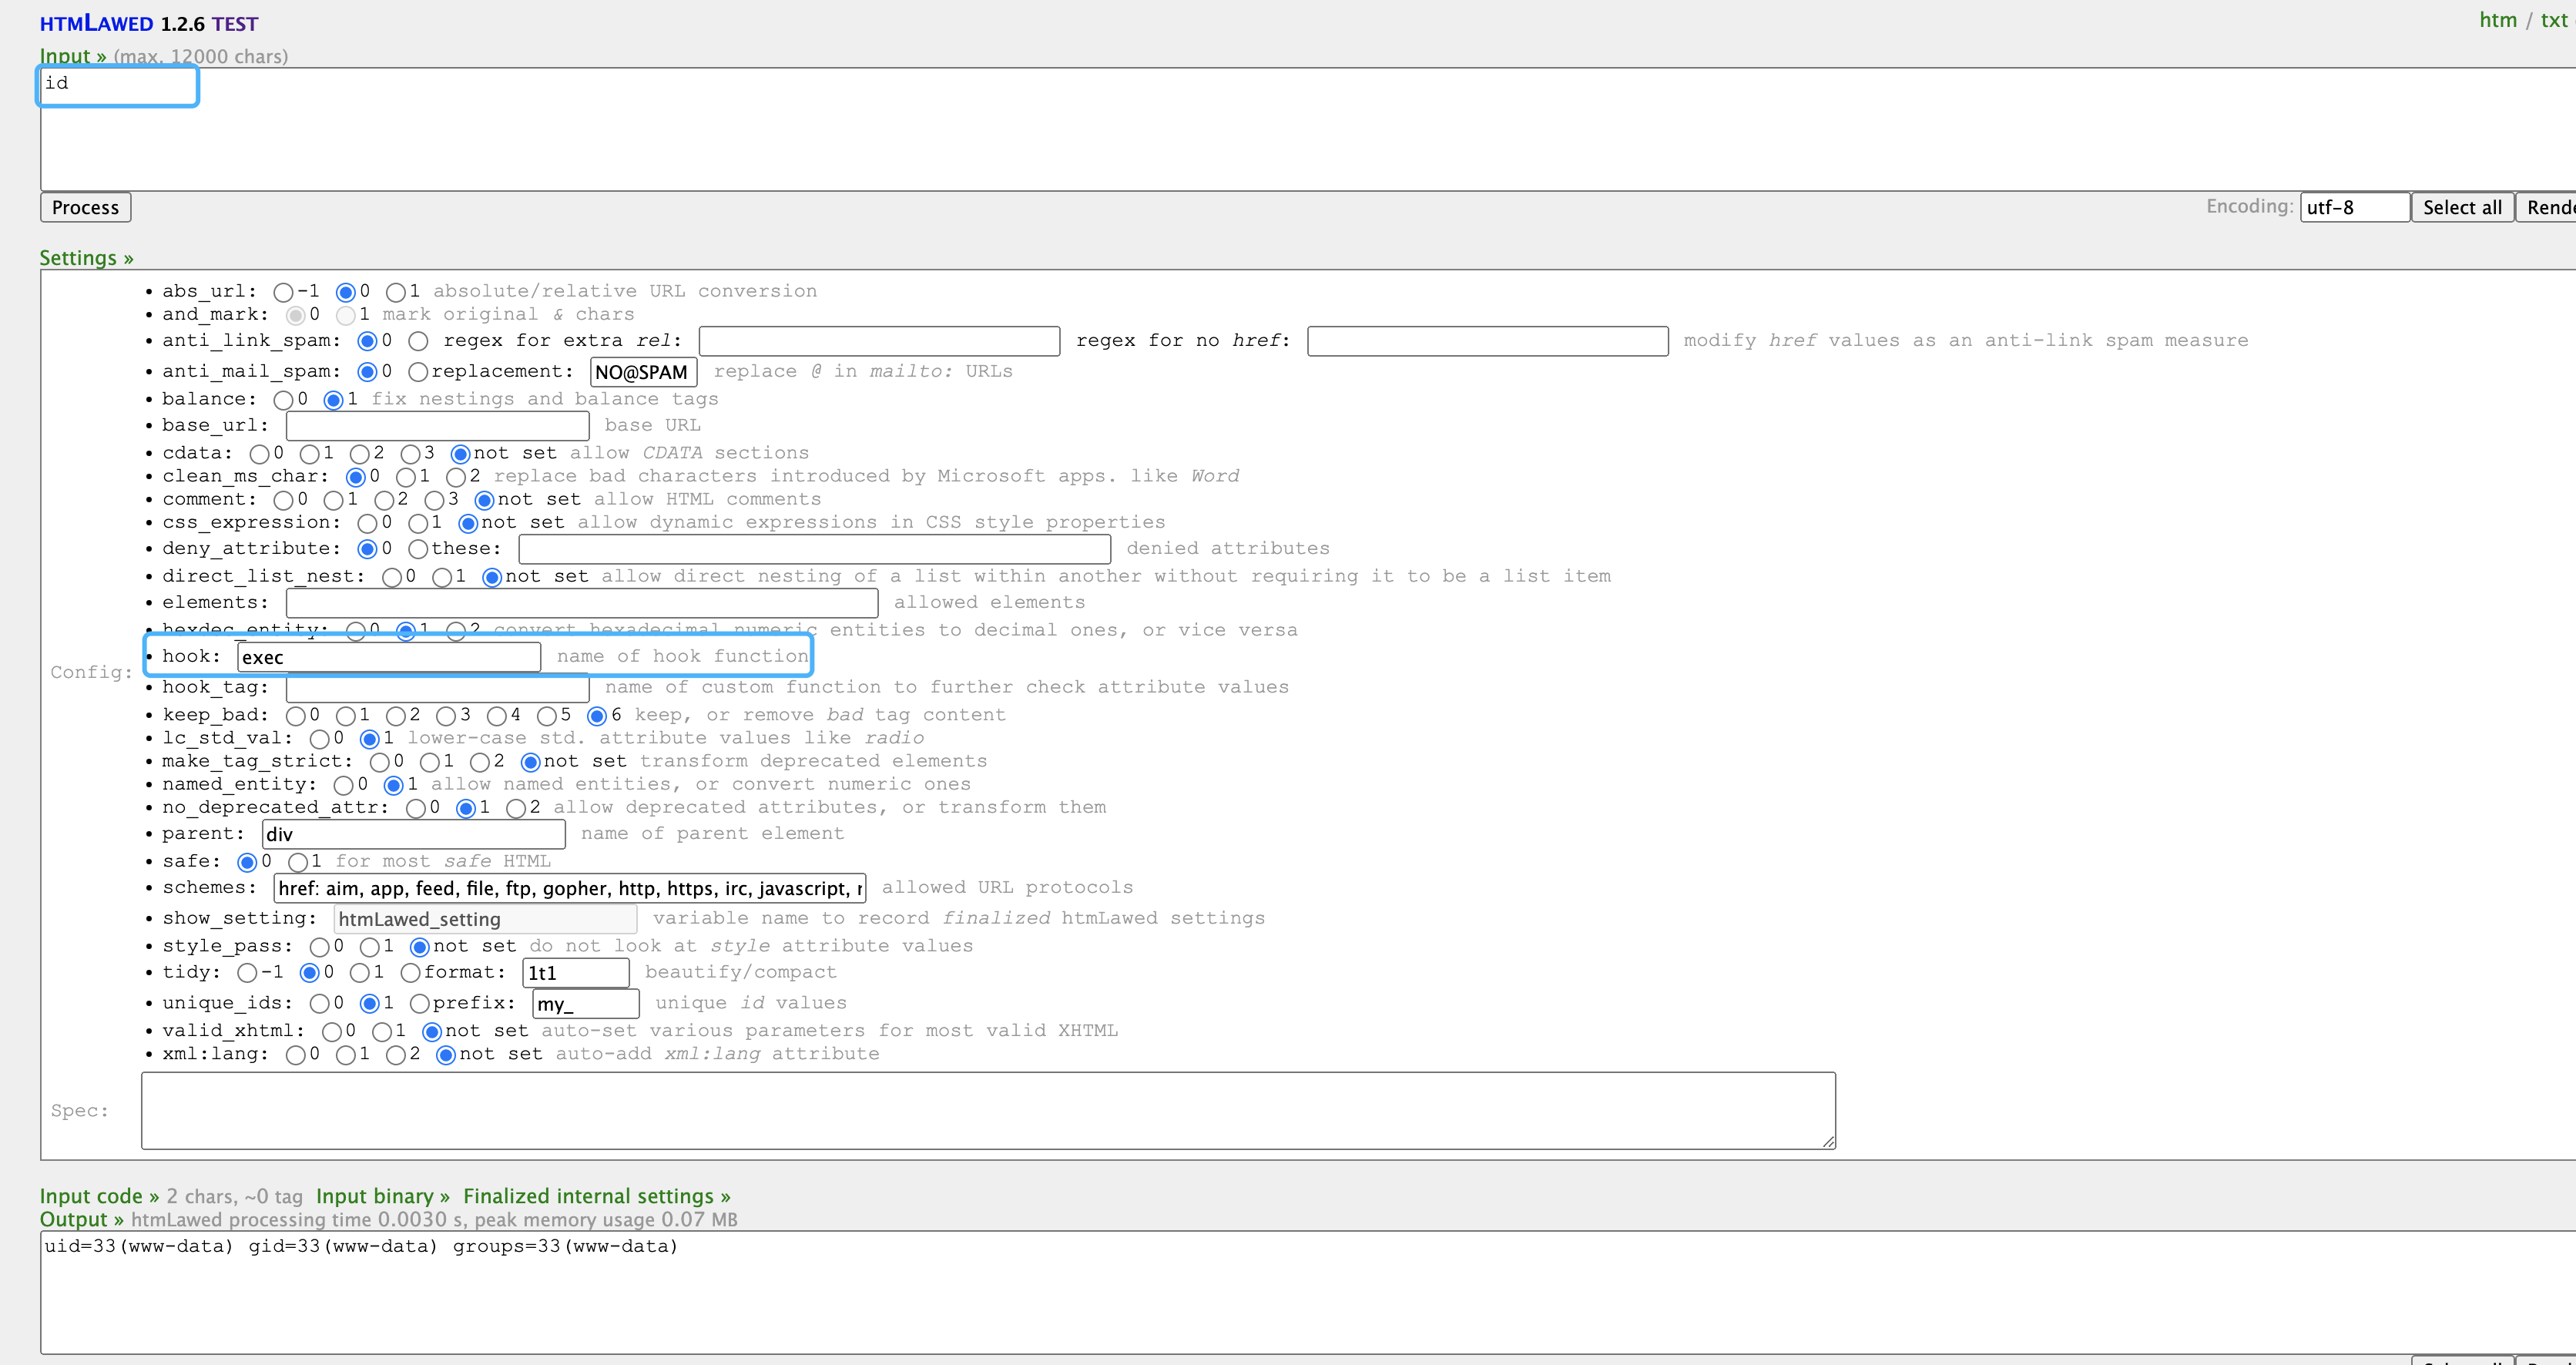 HTMLAWED 1.2.6 TEST
htm / txt
Input » (max. 12000 chars)
id
Process
Encoding: utf-8 Select all Rende
Settings »
• abs_url: -1 0 1 absolute/relative URL conversion
• and_mark: 0 1 mark original & chars
• anti_link_spam: 0 regex for extra rel: regex for no href: modify href values as an anti-link spam measure
• anti_mail_spam: 0 replacement: NO@SPAM replace @ in mailto: URLs
• balance: 0 1 fix nestings and balance tags
• base_url: base URL
• cdata: 0 1 2 3 not set allow CDATA sections
• clean_ms_char: 0 1 2 replace bad characters introduced by Microsoft apps. like Word
• comment: 0 1 2 3 not set allow HTML comments
• css_expression: 0 1 not set allow dynamic expressions in CSS style properties
• deny_attribute: 0 these: denied attributes
• direct_list_nest: 0 1 not set allow direct nesting of a list within another without requiring it to be a list item
• elements: allowed elements
• hexdec_entity: 0 1 2 convert hexadecimal numeric entities to decimal ones, or vice versa
• hook: exec name of hook function
Config:
• hook_tag: name of custom function to further check attribute values
• keep_bad: 0 1 2 3 4 5 6 keep, or remove bad tag content
• lc_std_val: 0 1 lower-case std. attribute values like radio
• make_tag_strict: 0 1 2 not set transform deprecated elements
• named_entity: 0 1 allow named entities, or convert numeric ones
• no_deprecated_attr: 0 1 2 allow deprecated attributes, or transform them
• parent: div name of parent element
• safe: 0 1 for most safe HTML
• schemes: href: aim, app, feed, file, ftp, gopher, http, https, irc, javascript, allowed URL protocols
• show_setting: htmLawed_setting variable name to record finalized htmLawed settings
• style_pass: 0 1 not set do not look at style attribute values
• tidy: -1 0 1 format: 1t1 beautify/compact
• unique_ids: 0 1 prefix: my_ unique id values
• valid_xhtml: 0 1 not set auto-set various parameters for most valid XHTML
• xml:lang: 0 1 2 not set auto-add xml:lang attribute
Spec:
Input code » 2 chars, ~0 tag Input binary » Finalized internal settings »
Output » htmLawed processing time 0.0030 s, peak memory usage 0.07 MB
uid=33(www-data) gid=33(www-data) groups=33(www-data)